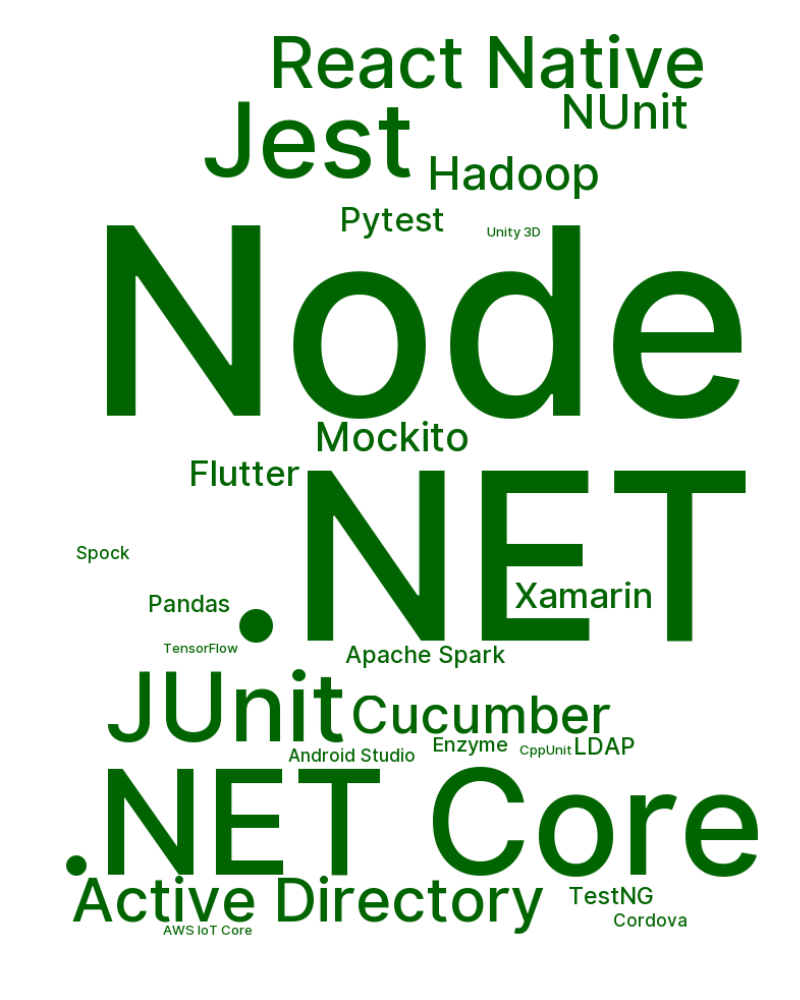 React Native
NUnit
Jest
Hadoop
Pytest
Unity 3D
Node
Mockito
Flutter
.NET
Spock
Xamarin
Pandas
TensorFlow
Apache Spark
JUnit
Cucumber
Enzyme
CppUnit
LDAP
Android Studio
.NET Core
Active Directory
TestNG
Cordova
AWS IoT Core